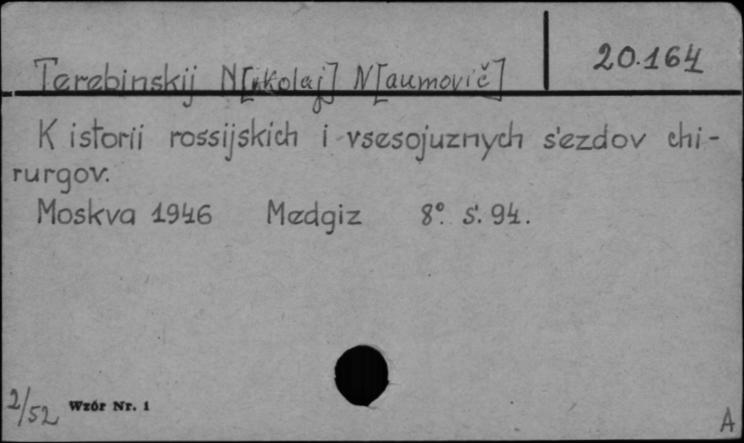 20.164
Terebinskij N[ikolaj] N[aumovič]
K istorii rossijskich i vsesojuznych s'ezdov chi-
rurgov.
Moskva 1946 Medgiz 8° s. 94.
2/52 Wzór Nr. 1
A